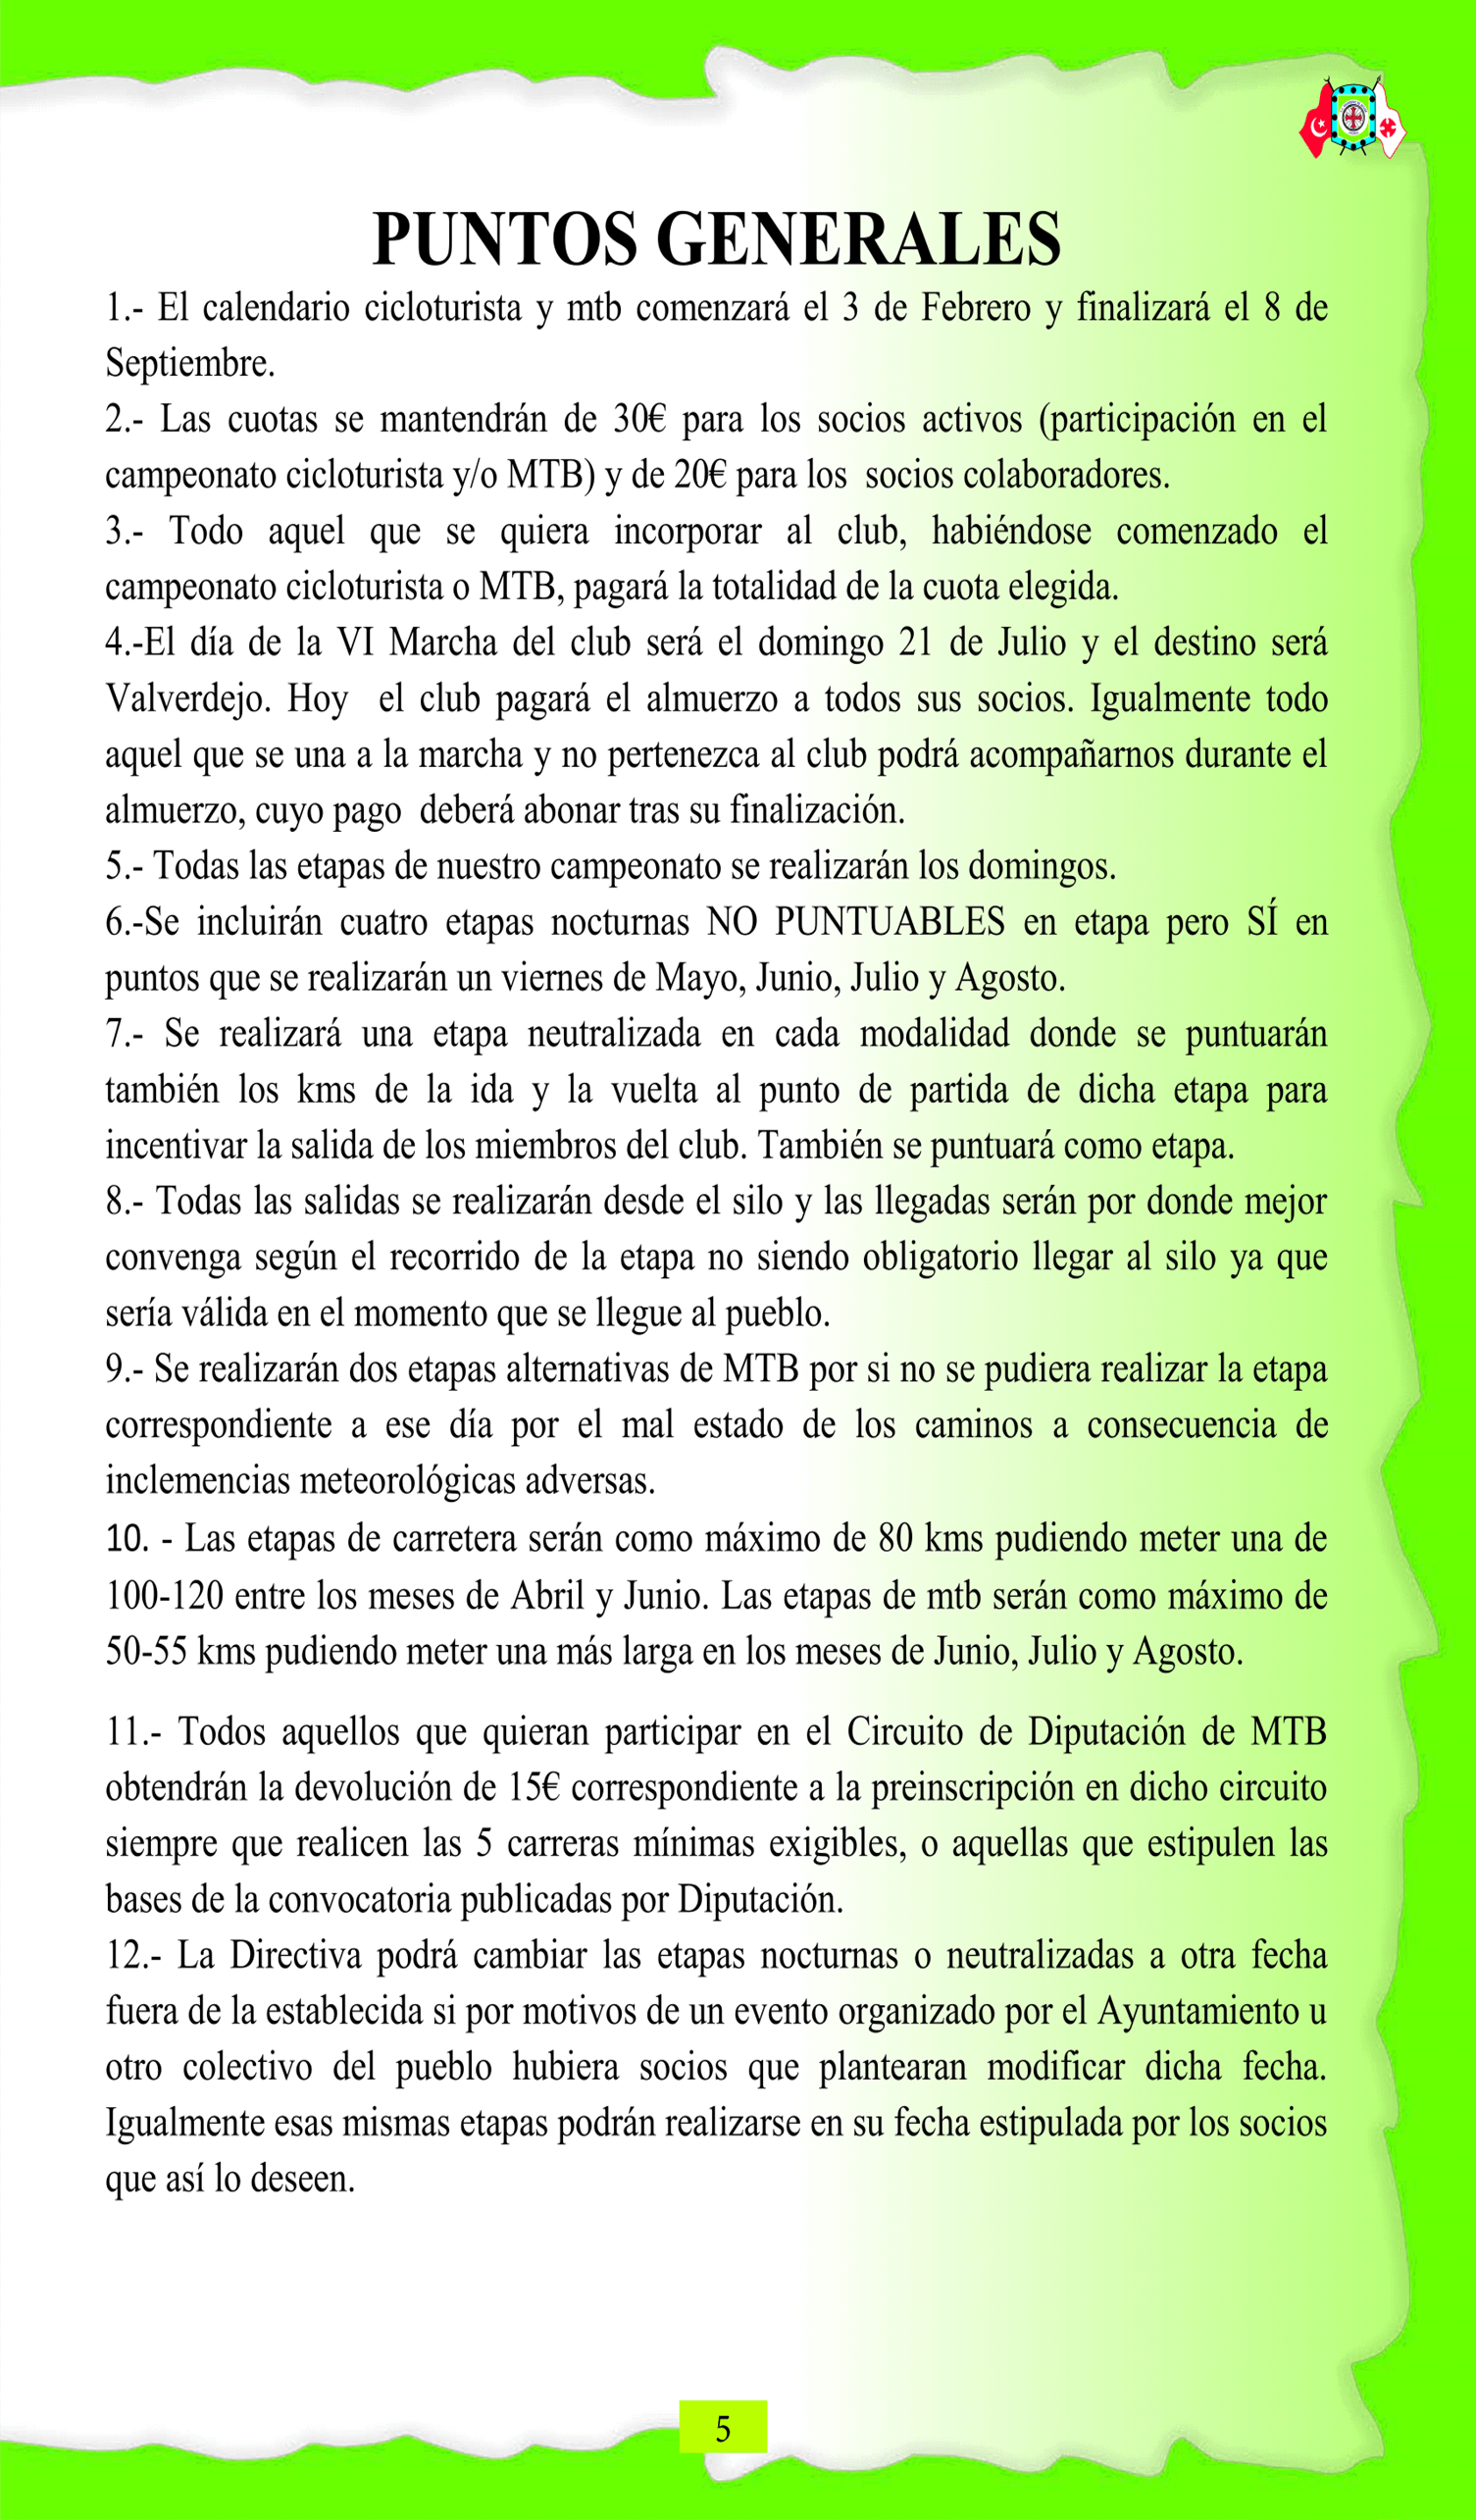 PUNTOS GENERALES
1.- El calendario cicloturista y mtb comenzará el 3 de Febrero y finalizará el 8 de
Septiembre.
2.- Las cuotas se mantendrán de 30€ para los socios activos (participación en el
campeonato cicloturista y/o MTB) y de 20€ para los  socios colaboradores.
3.- Todo aquel que se quiera incorporar al club, habiéndose comenzado el
campeonato cicloturista o MTB, pagará la totalidad de la cuota elegida.
4.-El día de la VI Marcha del club será el domingo 21 de Julio y el destino será
Valverdejo. Hoy  el club pagará el almuerzo a todos sus socios. Igualmente todo
aquel que se una a la marcha y no pertenezca al club podrá acompañarnos durante el
almuerzo, cuyo pago  deberá abonar tras su finalización.
5.- Todas las etapas de nuestro campeonato se realizarán los domingos.
6.-Se incluirán cuatro etapas nocturnas NO PUNTUABLES en etapa pero SÍ en
puntos que se realizarán un viernes de Mayo, Junio, Julio y Agosto.
7.- Se realizará una etapa neutralizada en cada modalidad donde se puntuarán
también los kms de la ida y la vuelta al punto de partida de dicha etapa para
incentivar la salida de los miembros del club. También se puntuará como etapa.
8.- Todas las salidas se realizarán desde el silo y las llegadas serán por donde mejor
convenga según el recorrido de la etapa no siendo obligatorio llegar al silo ya que
sería válida en el momento que se llegue al pueblo.
9.- Se realizarán dos etapas alternativas de MTB por si no se pudiera realizar la etapa
correspondiente a ese día por el mal estado de los caminos a consecuencia de
inclemencias meteorológicas adversas.
10. - Las etapas de carretera serán como máximo de 80 kms pudiendo meter una de
100-120 entre los meses de Abril y Junio. Las etapas de mtb serán como máximo de
50-55 kms pudiendo meter una más larga en los meses de Junio, Julio y Agosto.
11.- Todos aquellos que quieran participar en el Circuito de Diputación de MTB
obtendrán la devolución de 15€ correspondiente a la preinscripción en dicho circuito
siempre que realicen las 5 carreras mínimas exigibles, o aquellas que estipulen las
bases de la convocatoria publicadas por Diputación.
12.- La Directiva podrá cambiar las etapas nocturnas o neutralizadas a otra fecha
fuera de la establecida si por motivos de un evento organizado por el Ayuntamiento u
otro colectivo del pueblo hubiera socios que plantearan modificar dicha fecha.
Igualmente esas mismas etapas podrán realizarse en su fecha estipulada por los socios
que así lo deseen.
5